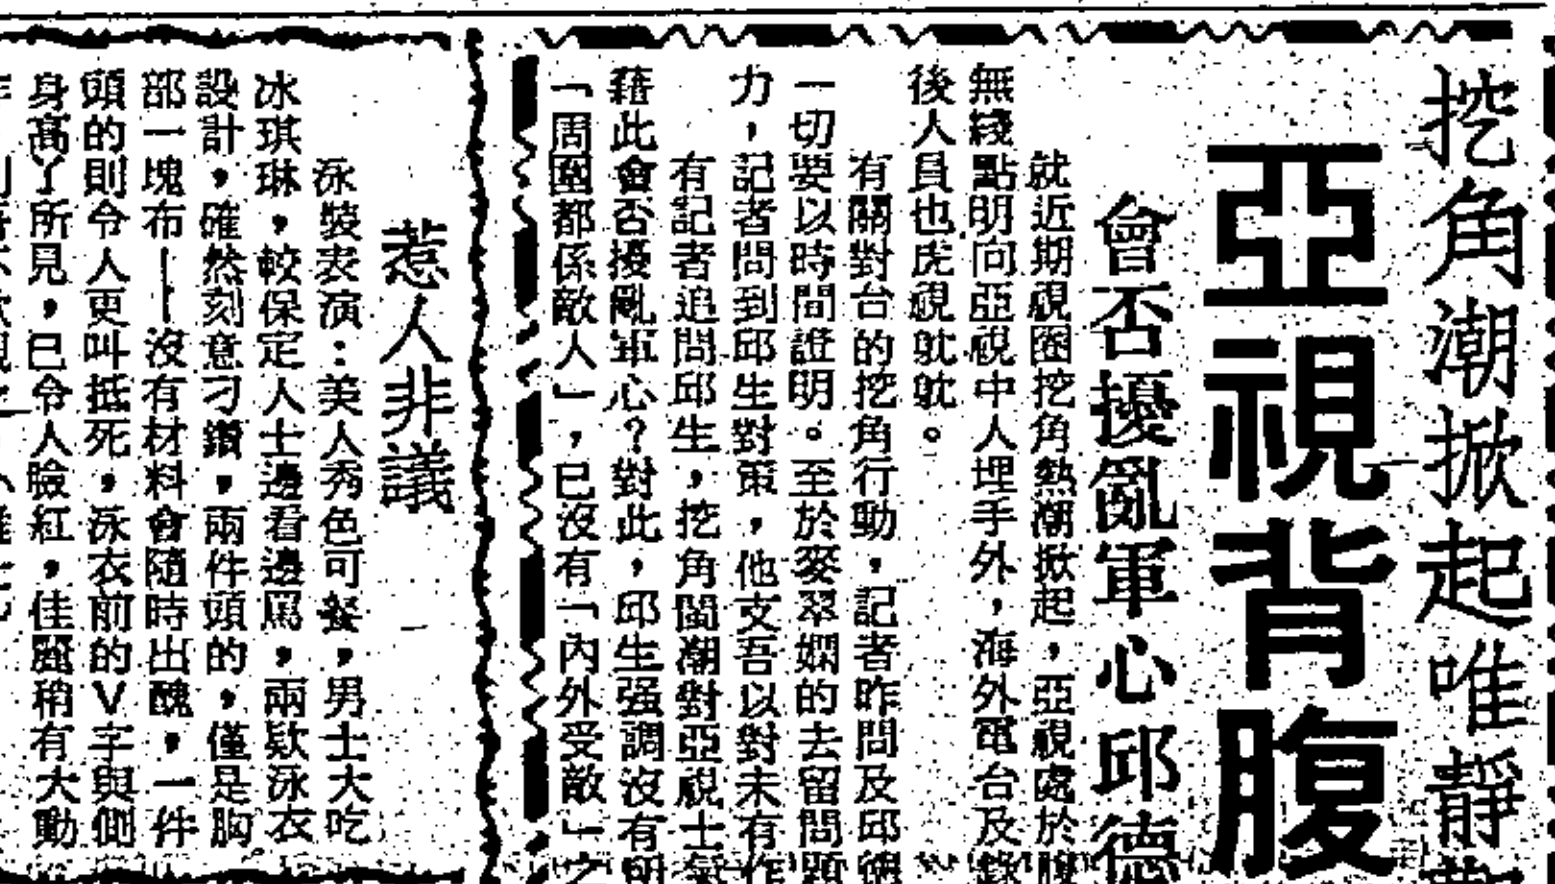 挖角潮掀起唯靜
亞視背腹
會否擾亂軍心邱德
就近期視圈挖角熱潮掀起，亞視處於腹
無綫點明向亞視中人埋手外，海外電台及
後人員也虎視眈眈。
有關對台的挖角行動，記者昨問及邱德
一切要以時間證明。至於麥翠嫻的去留問題
力，記者問到邱生對策，他支吾以對未有作
有記者追問邱生，挖角闖潮對亞視士氣
藉此會否擾亂軍心？對此，邱生强調沒有所
「周圍都係敵人」，已沒有「內外受敵」之
惹人非議
泳裝表演：美人秀色可餐，男士大吃
冰琪琳，較保定人士邊看邊罵，兩欵泳衣
設計，確然刻意刁鑽，兩件頭的，僅是胸
部一塊布——沒有材料會隨時出醜，一件
頭的則令人更叫抵死，泳衣前的V字與側
身高丫所見，已令人臉紅，佳麗稍有大動